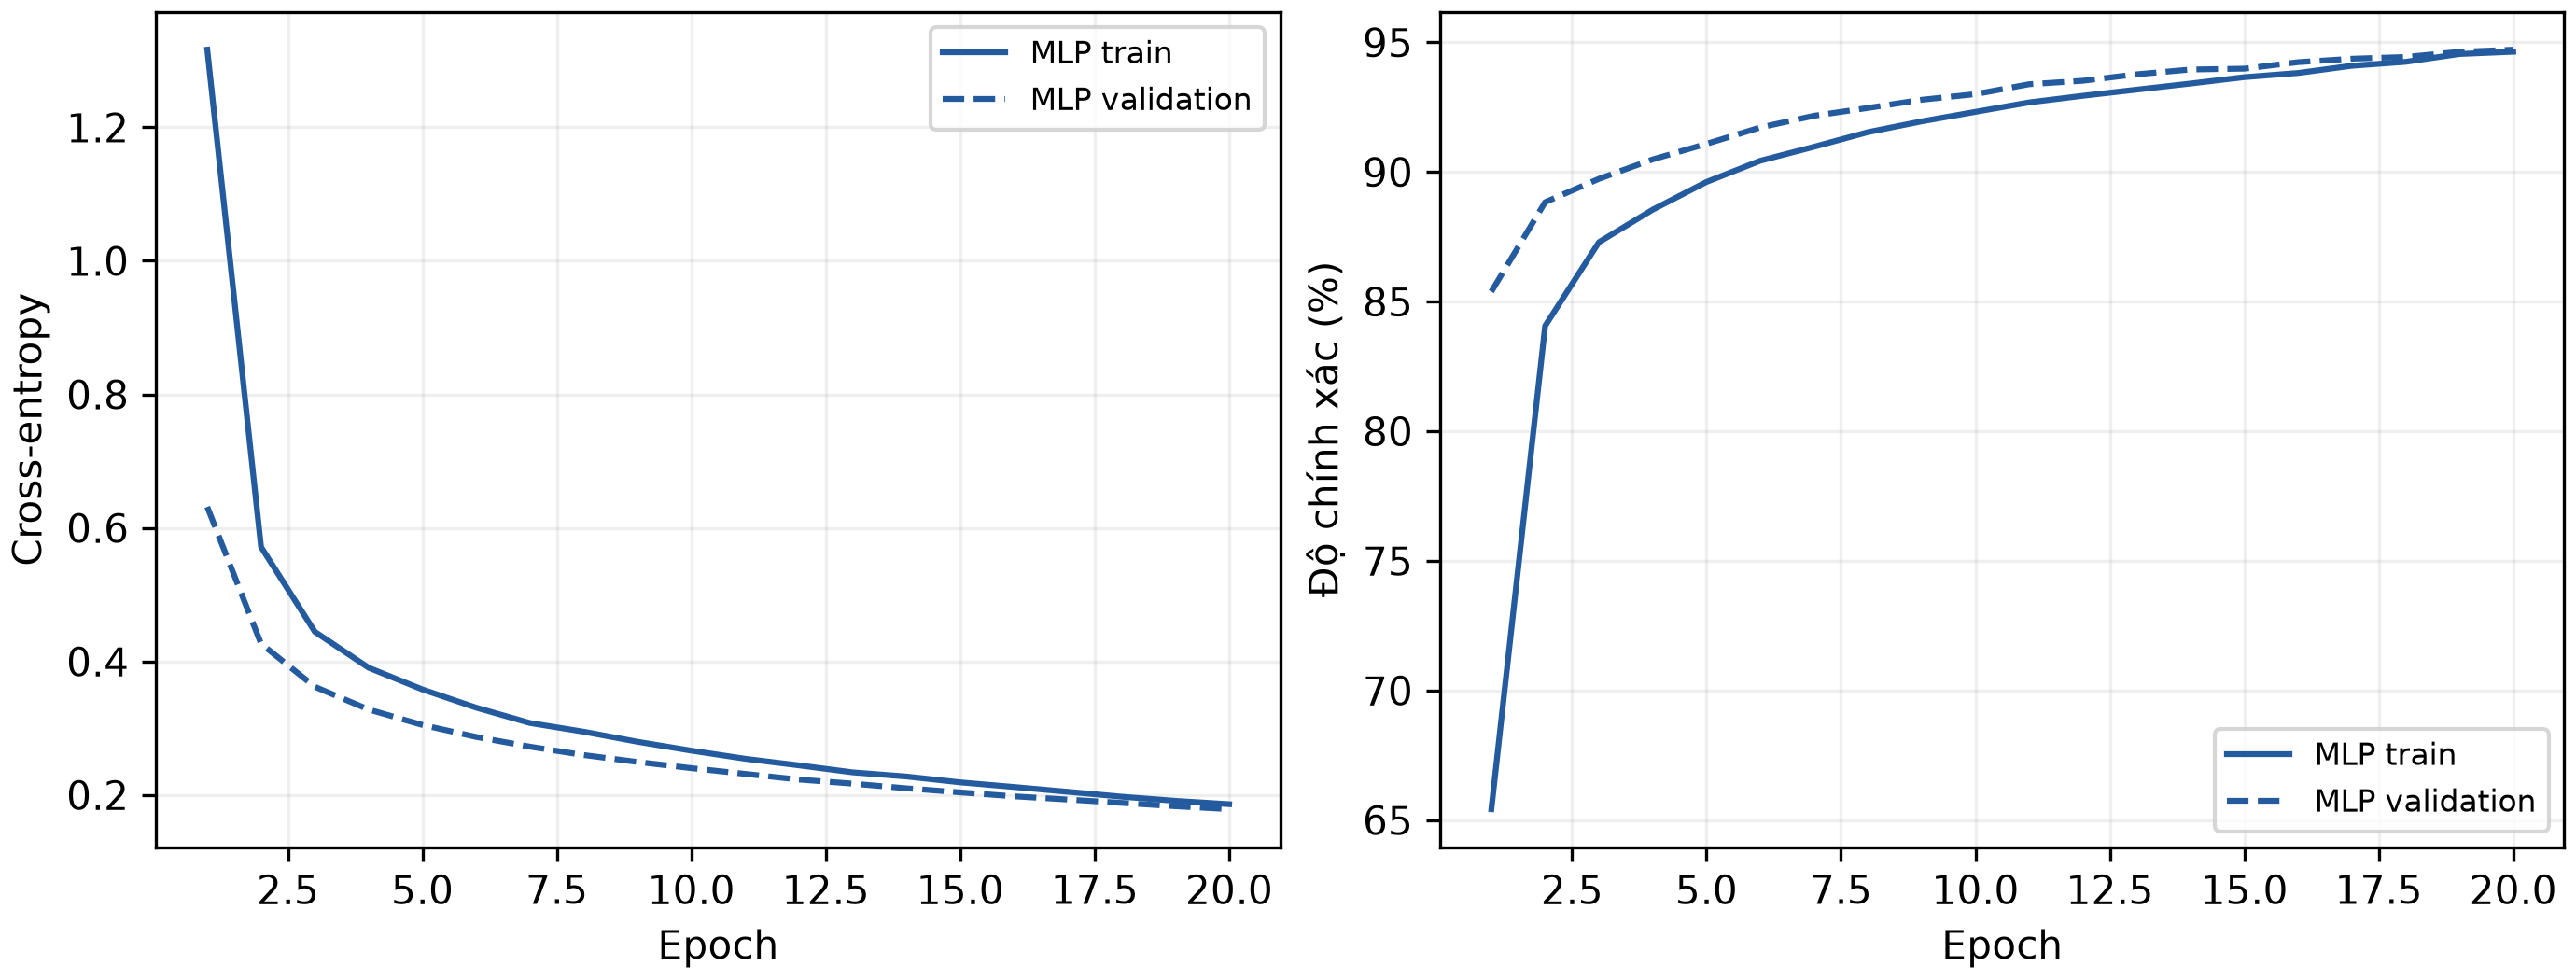 MLP train
MLP validation
1.2
1.0
0.8
0.6
0.4
0.2
Cross-entropy
2.5 5.0 7.5 10.0 12.5 15.0 17.5 20.0
Epoch
95
90
85
80
75
70
65
Độ chính xác (%)
MLP train
MLP validation
2.5 5.0 7.5 10.0 12.5 15.0 17.5 20.0
Epoch